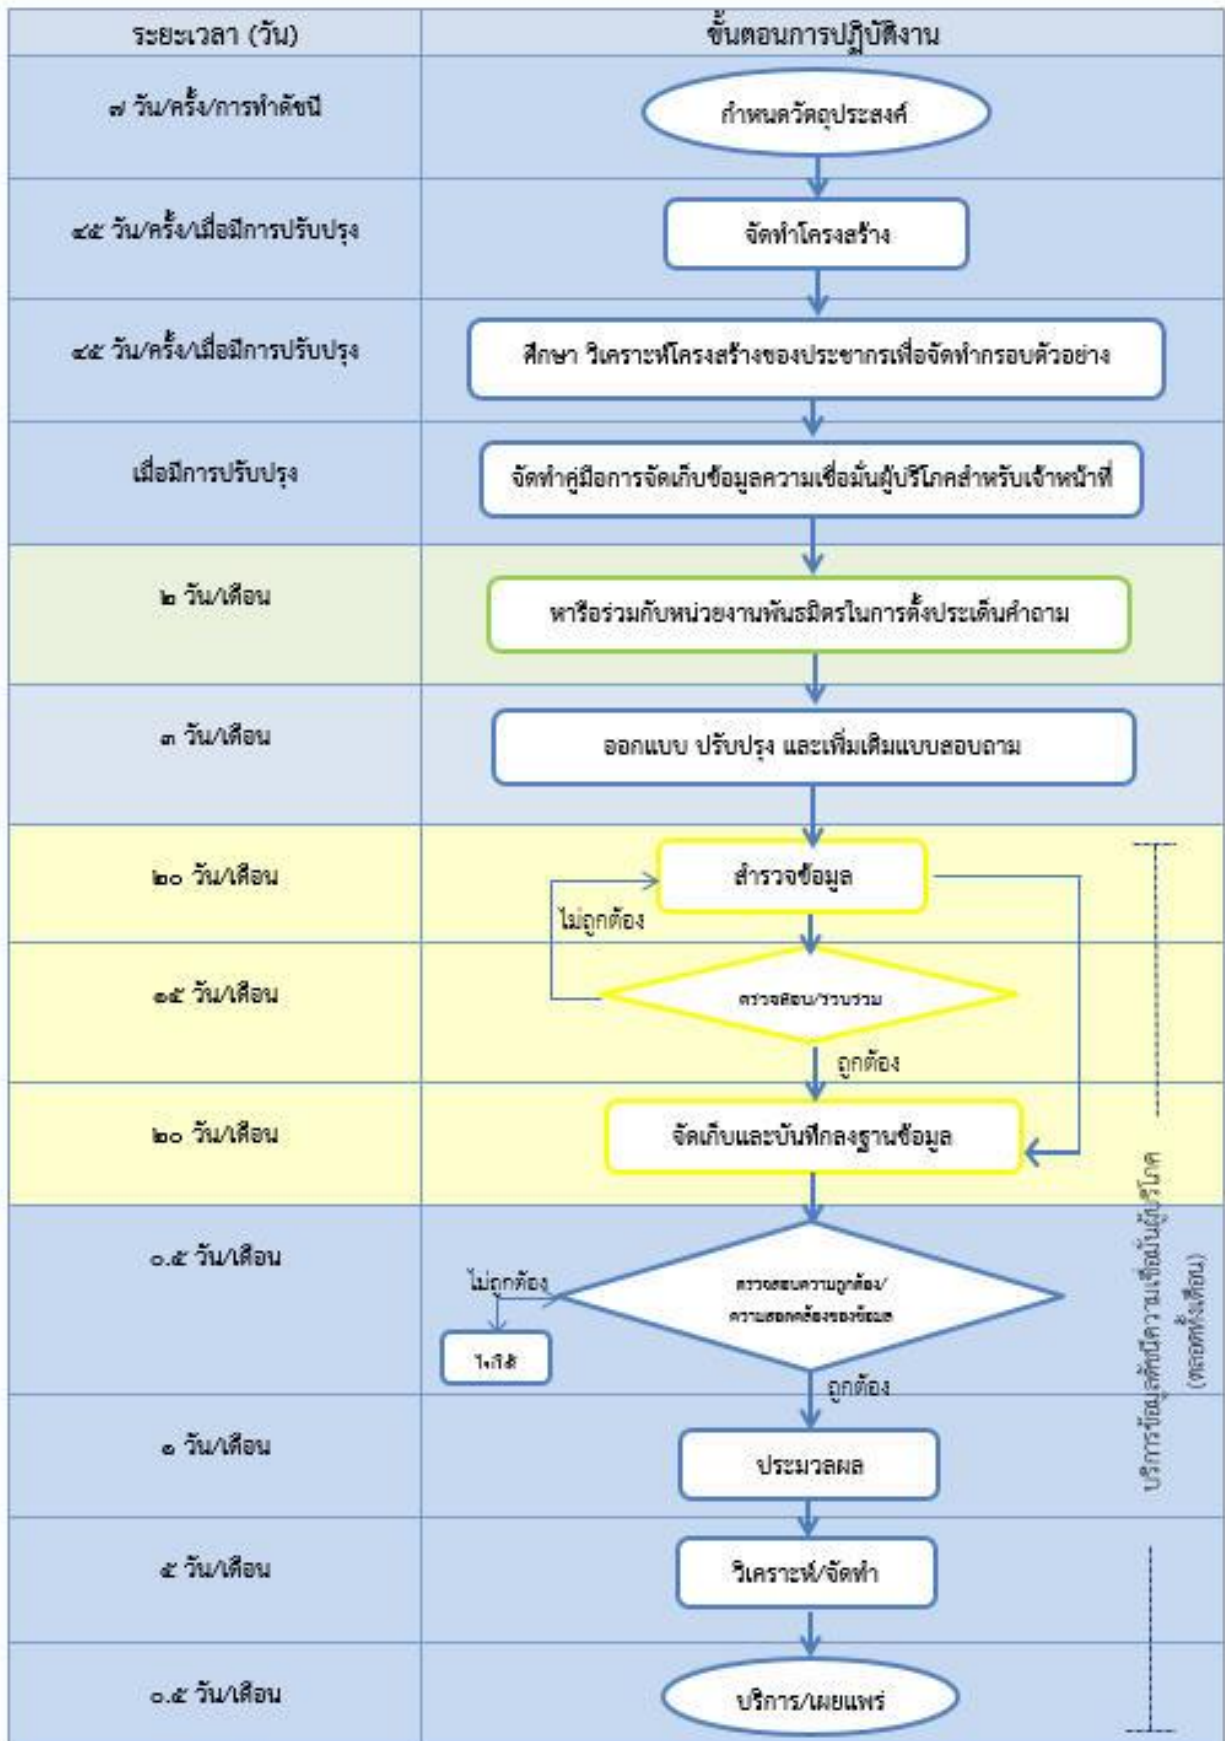 ระยะเวลา (วัน)
ขั้นตอนการปฏิบัติงาน
๗ วัน/ครั้ง/การทำดัชนี
กำหนดวัตถุประสงค์
๔๕ วัน/ครั้ง/เมื่อมีการปรับปรุง
จัดทำโครงสร้าง
๔๕ วัน/ครั้ง/เมื่อมีการปรับปรุง
ศึกษา วิเคราะห์โครงสร้างของประชากรเพื่อจัดทำกรอบตัวอย่าง
เมื่อมีการปรับปรุง
จัดทำคู่มือการจัดเก็บข้อมูลความเชื่อมั่นผู้บริโภคสำหรับเจ้าหน้าที่
๒ วัน/เดือน
หารือร่วมกับหน่วยงานพันธมิตรในการตั้งประเด็นคำถาม
๓ วัน/เดือน
ออกแบบ ปรับปรุง และเพิ่มเติมแบบสอบถาม
๒๐ วัน/เดือน
สำรวจข้อมูล
ไม่ถูกต้อง
๑๕ วัน/เดือน
ตรวจสอบ/รวบรวม
ถูกต้อง
๒๐ วัน/เดือน
จัดเก็บและบันทึกลงฐานข้อมูล
๐.๕ วัน/เดือน
ไม่ถูกต้อง
ตรวจสอบความถูกต้อง/
ความสอดคล้องของข้อมูล
ไม่ใช้
ถูกต้อง
๑ วัน/เดือน
ประมวลผล
๕ วัน/เดือน
วิเคราะห์/จัดทำ
๐.๕ วัน/เดือน
บริการ/เผยแพร่
บริการข้อมูลดัชนีความเชื่อมั่นผู้บริโภค
(ตลอดทั้งเดือน)